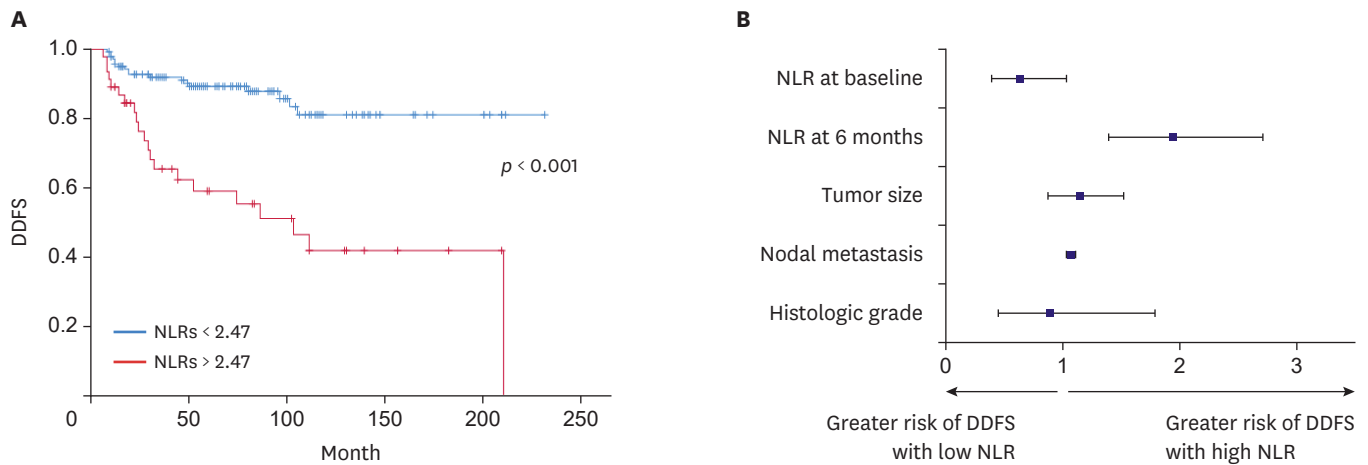 A
1.0
0.8
0.6
0.4
0.2
0
50
100
150
200
250
DDFS
Month
p < 0.001
NLRs < 2.47
NLRs > 2.47
B
NLR at baseline
NLR at 6 months
Tumor size
Nodal metastasis
Histologic grade
0
1
2
3
Greater risk of DDFS
with low NLR
Greater risk of DDFS
with high NLR